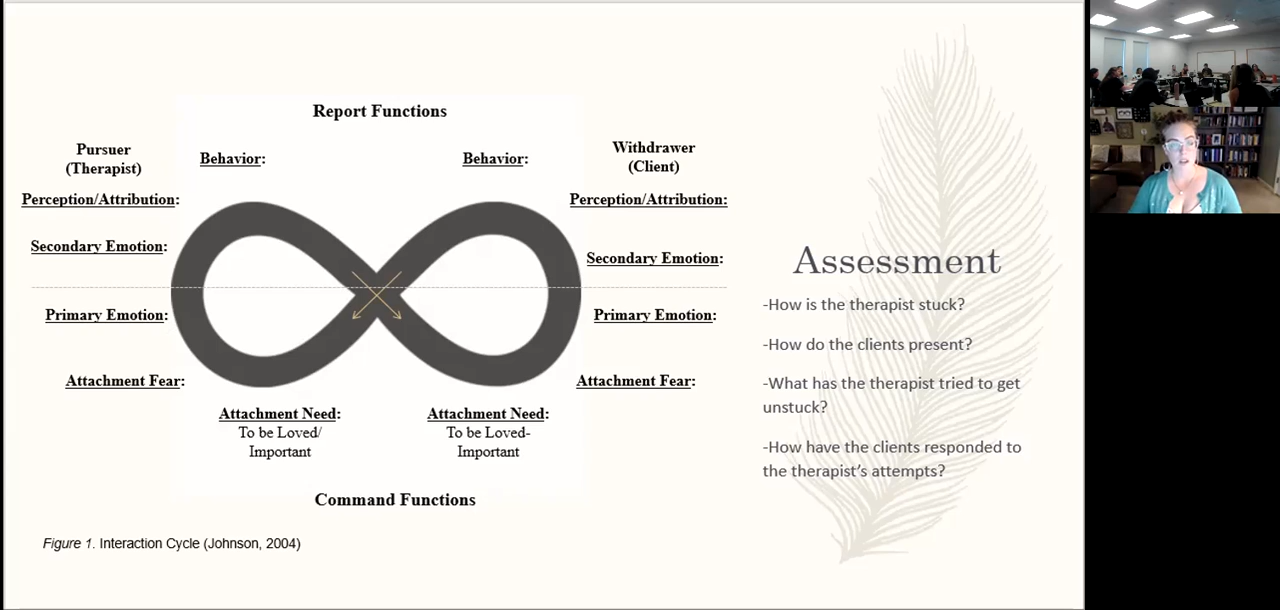 Report Functions
Pursuer
(Therapist)
Behavior:
Behavior:
Withdrawer
(Client)
Perception/Attribution:
Perception/Attribution:
Secondary Emotion:
Secondary Emotion:
Primary Emotion:
Primary Emotion:
Attachment Fear:
Attachment Fear:
Attachment Need:
To be Loved/
Important
Attachment Need:
To be Loved-
Important
Command Functions
Figure 1. Interaction Cycle (Johnson, 2004)
Assessment
-How is the therapist stuck?
-How do the clients present?
-What has the therapist tried to get
unstuck?
-How have the clients responded to
the therapist’s attempts?